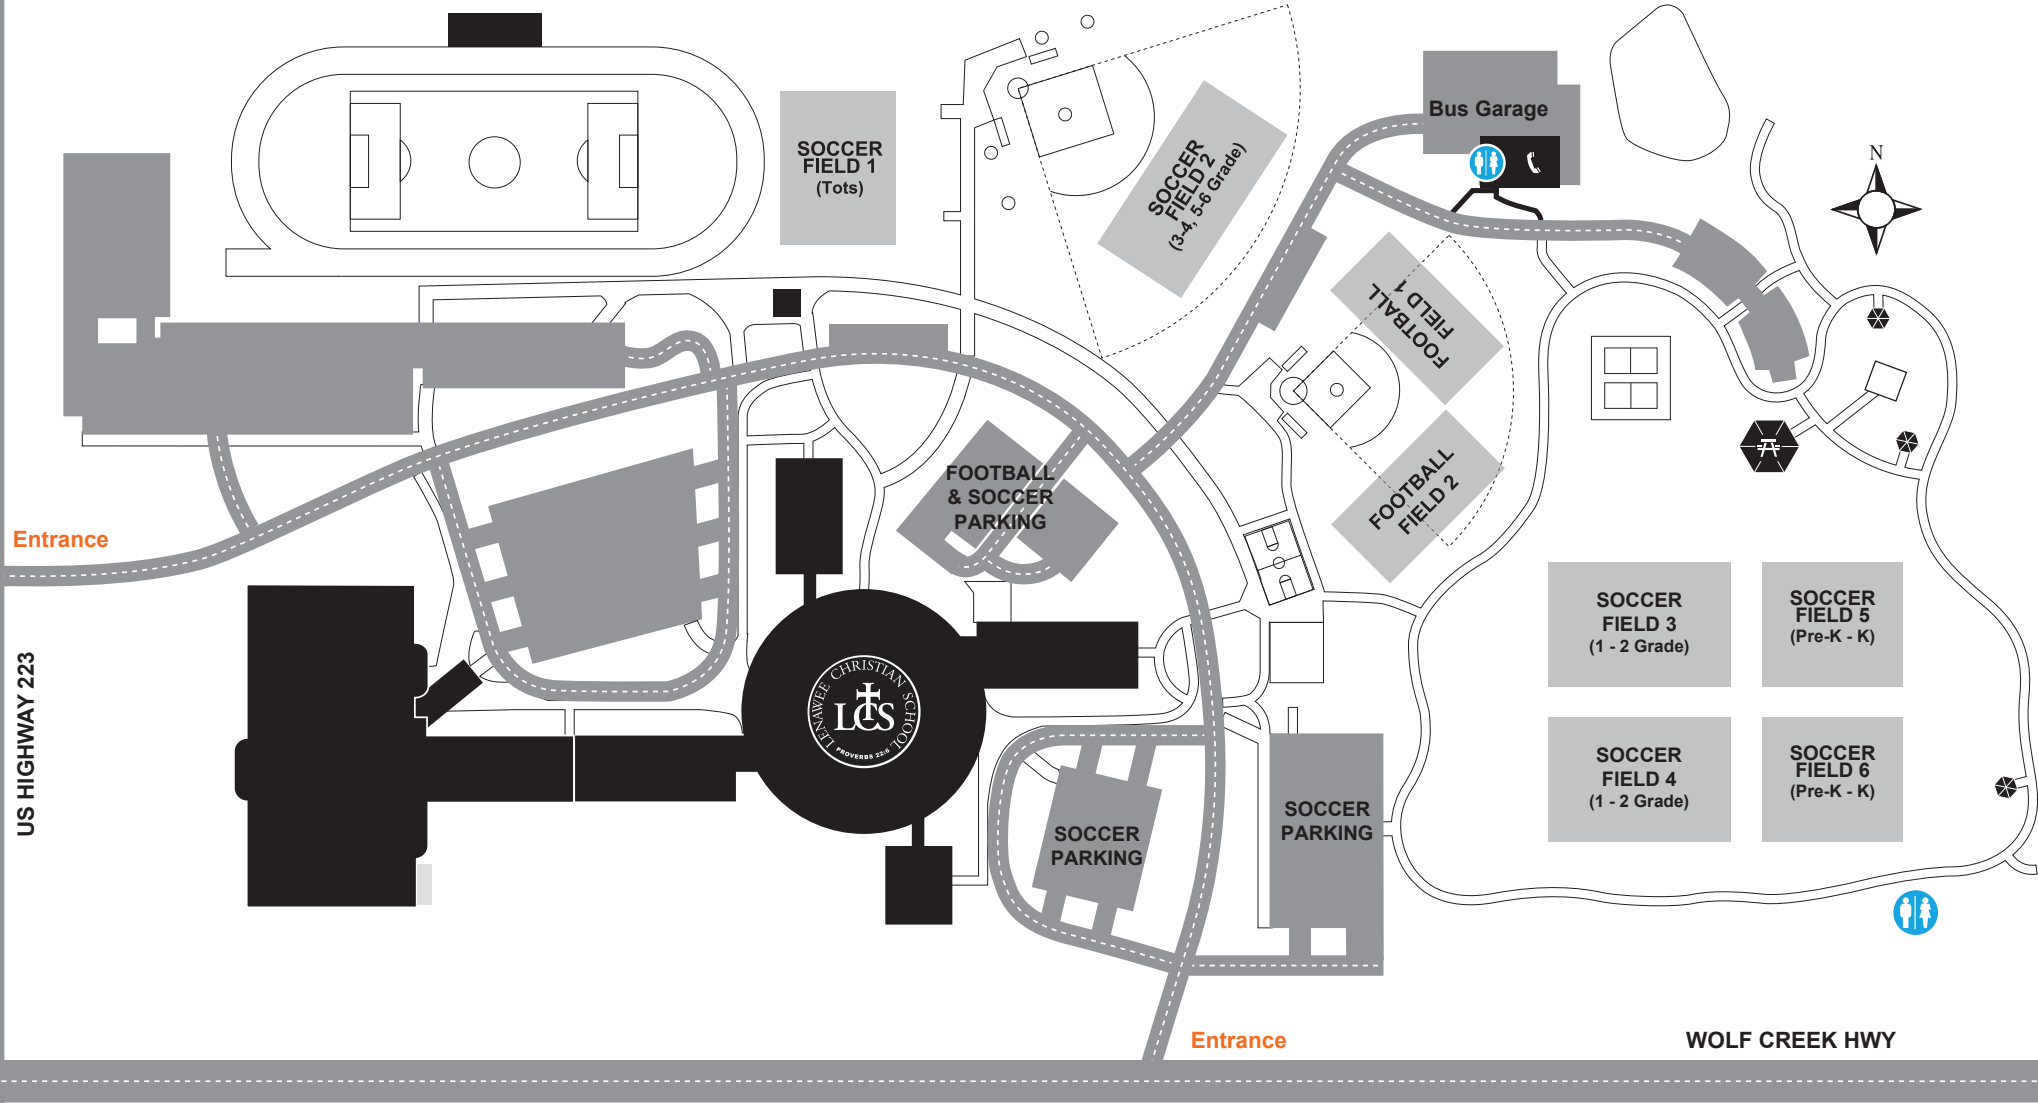 Bus Garage
SOCCER
FIELD 1
(Tots)
SOCCER
FIELD 2
(3-4, 5-6 Grade)
N
FOOTBALL
FIELD 1
FOOTBALL
FIELD 2
FOOTBALL
& SOCCER
PARKING
Entrance
US HIGHWAY 223
LENAWEE CHRISTIAN SCHOOL
LCS
PROVERBS 22:6
SOCCER
FIELD 3
(1 - 2 Grade)
SOCCER
FIELD 5
(Pre-K - K)
SOCCER
FIELD 4
(1 - 2 Grade)
SOCCER
FIELD 6
(Pre-K - K)
SOCCER
PARKING
SOCCER
PARKING
Entrance
WOLF CREEK HWY